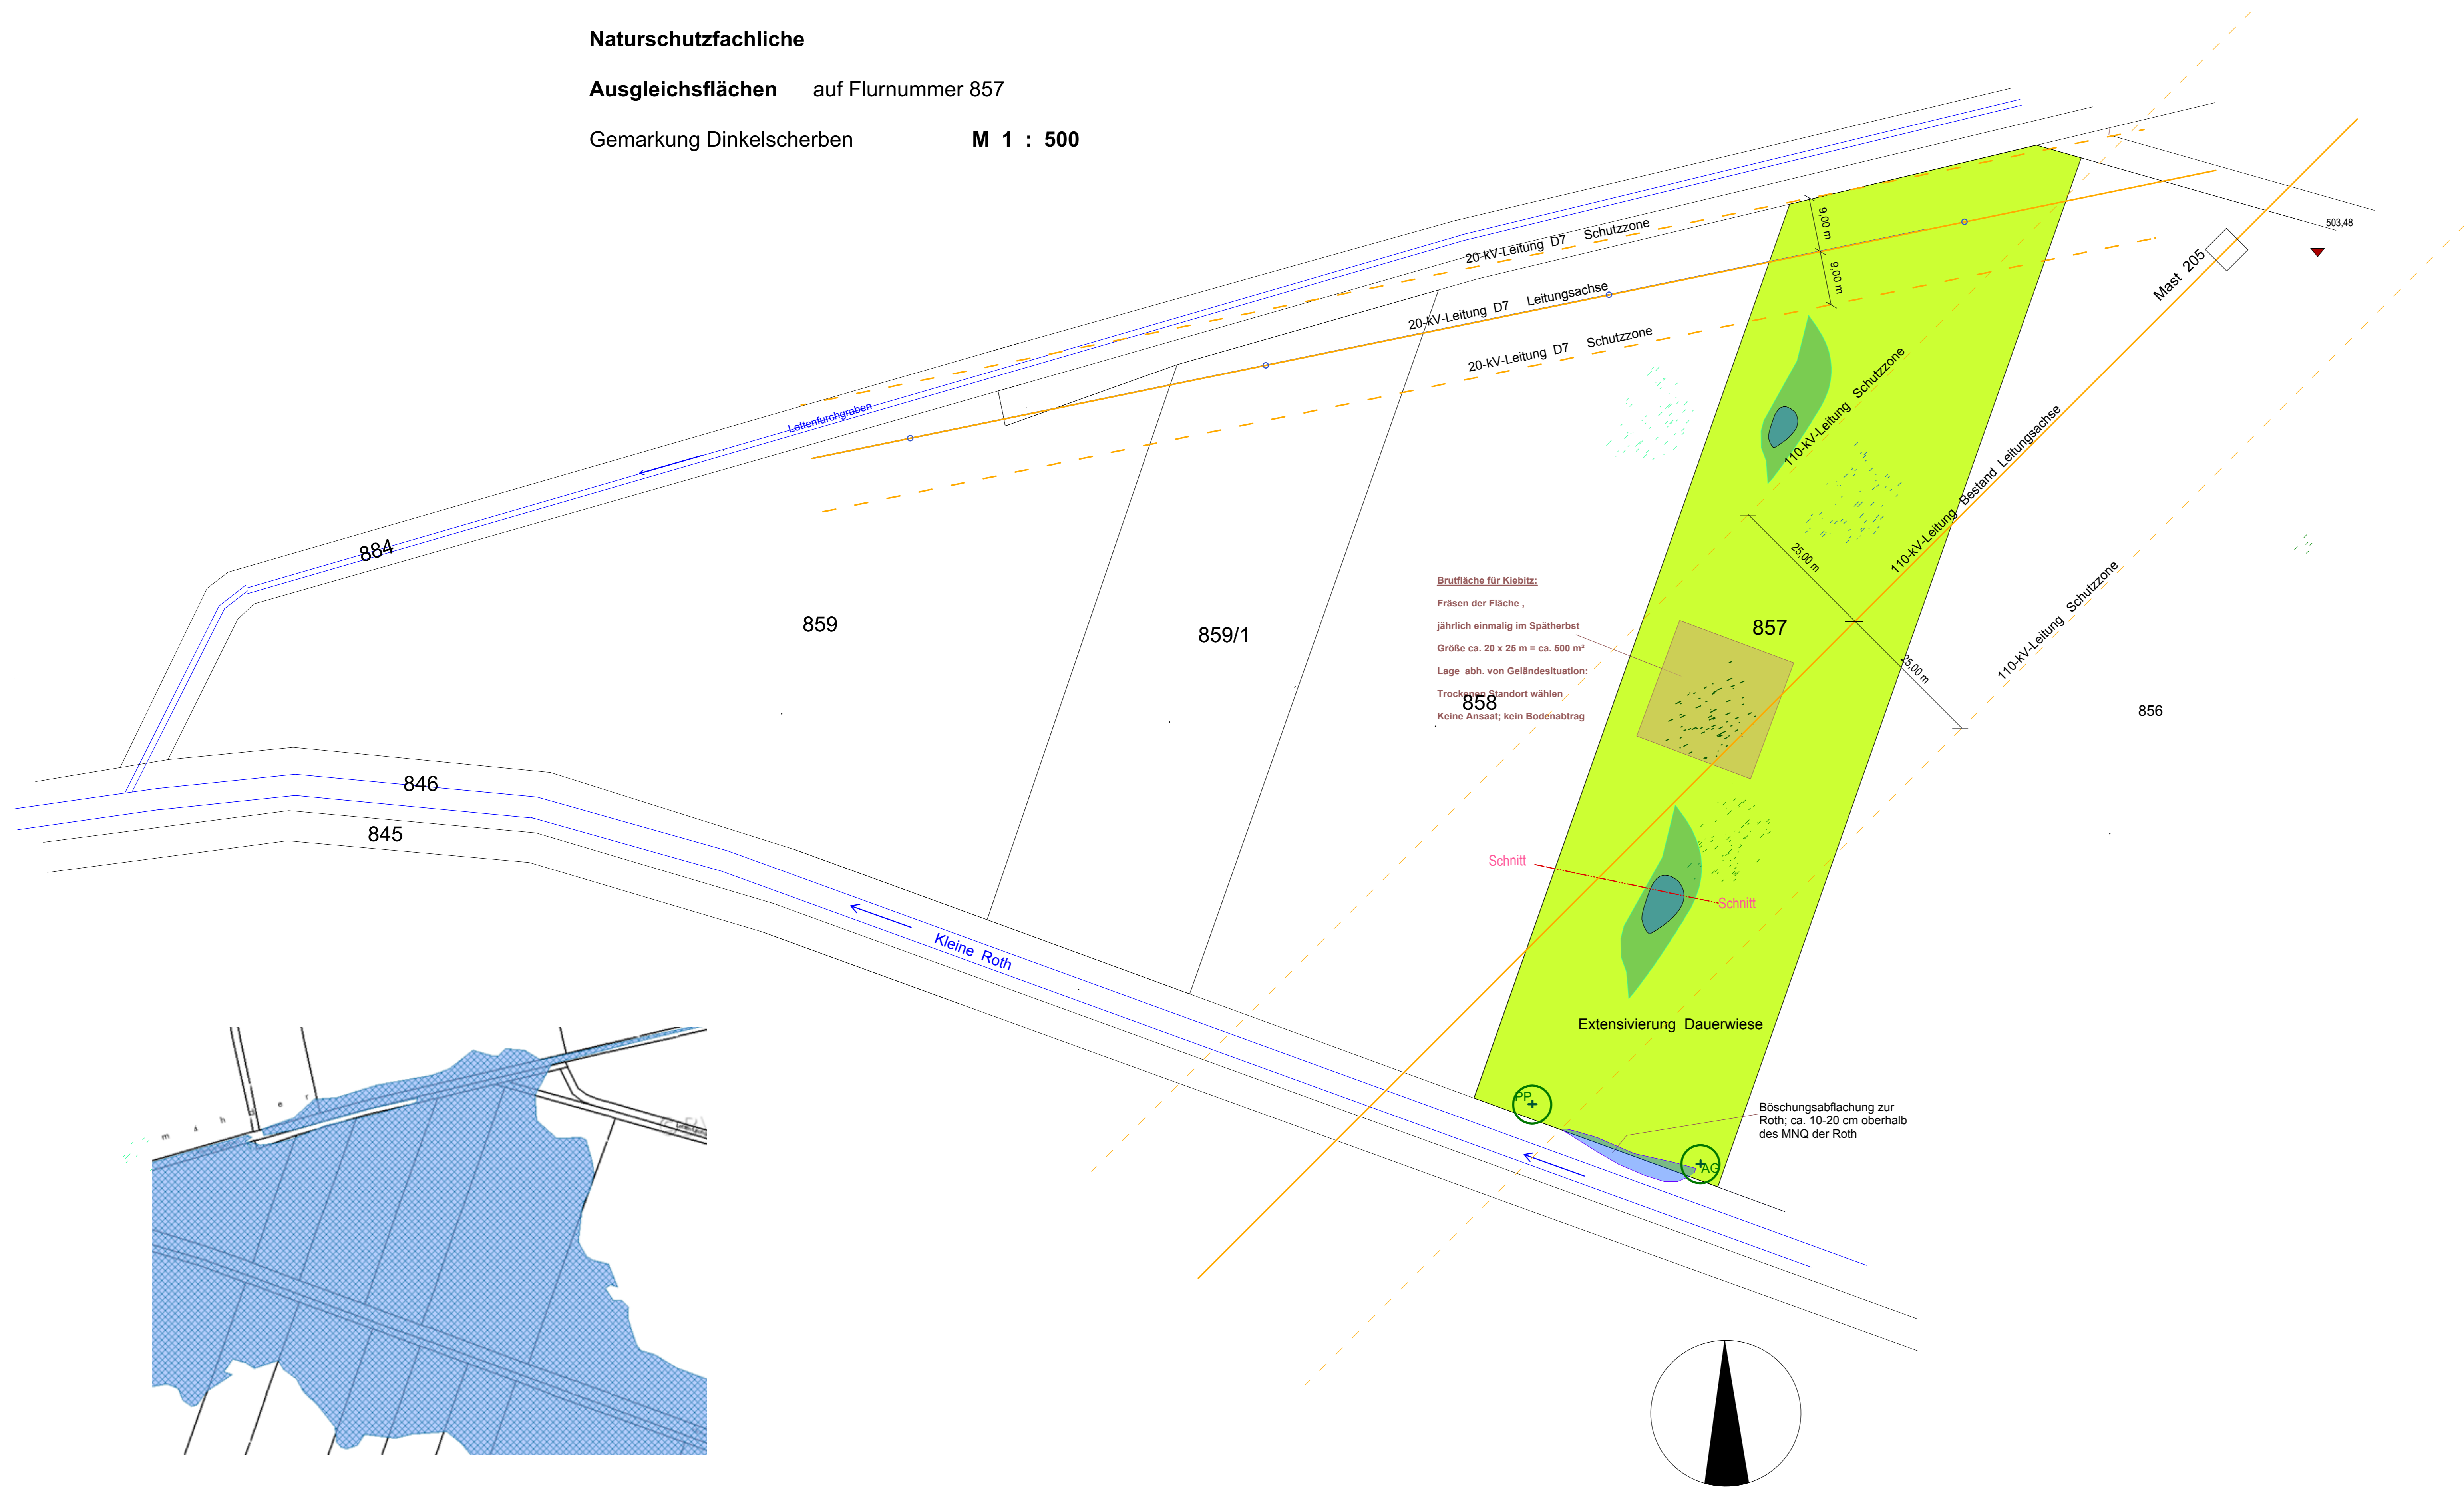 Naturschutzfachliche
Ausgleichsflächen auf Flurnummer 857
Gemarkung Dinkelscherben M 1 : 500
503,48
Mast 205
9,00 m
9,00 m
20-kV-Leitung D7 Schutzzone
20-kV-Leitung D7 Leitungsachse
20-kV-Leitung D7 Schutzzone
Lettenfurchgraben
110-kV-Leitung Schutzzone
110-kV-Leitung Bestand Leitungsachse
110-kV-Leitung Schutzzone
25,00 m
25,00 m
884
859
859/1
858
857
856
Brutfläche für Kiebitz:
Fräsen der Fläche ,
jährlich einmalig im Spätherbst
Größe ca. 20 x 25 m = ca. 500 m²
Lage abh. von Geländesituation:
Trockenen Standort wählen
Keine Ansaat; kein Bodenabtrag
846
845
Schnitt
Schnitt
Kleine Roth
Extensivierung Dauerwiese
PP
AG
Böschungsabflachung zur
Roth; ca. 10-20 cm oberhalb
des MNQ der Roth
m a h d e r